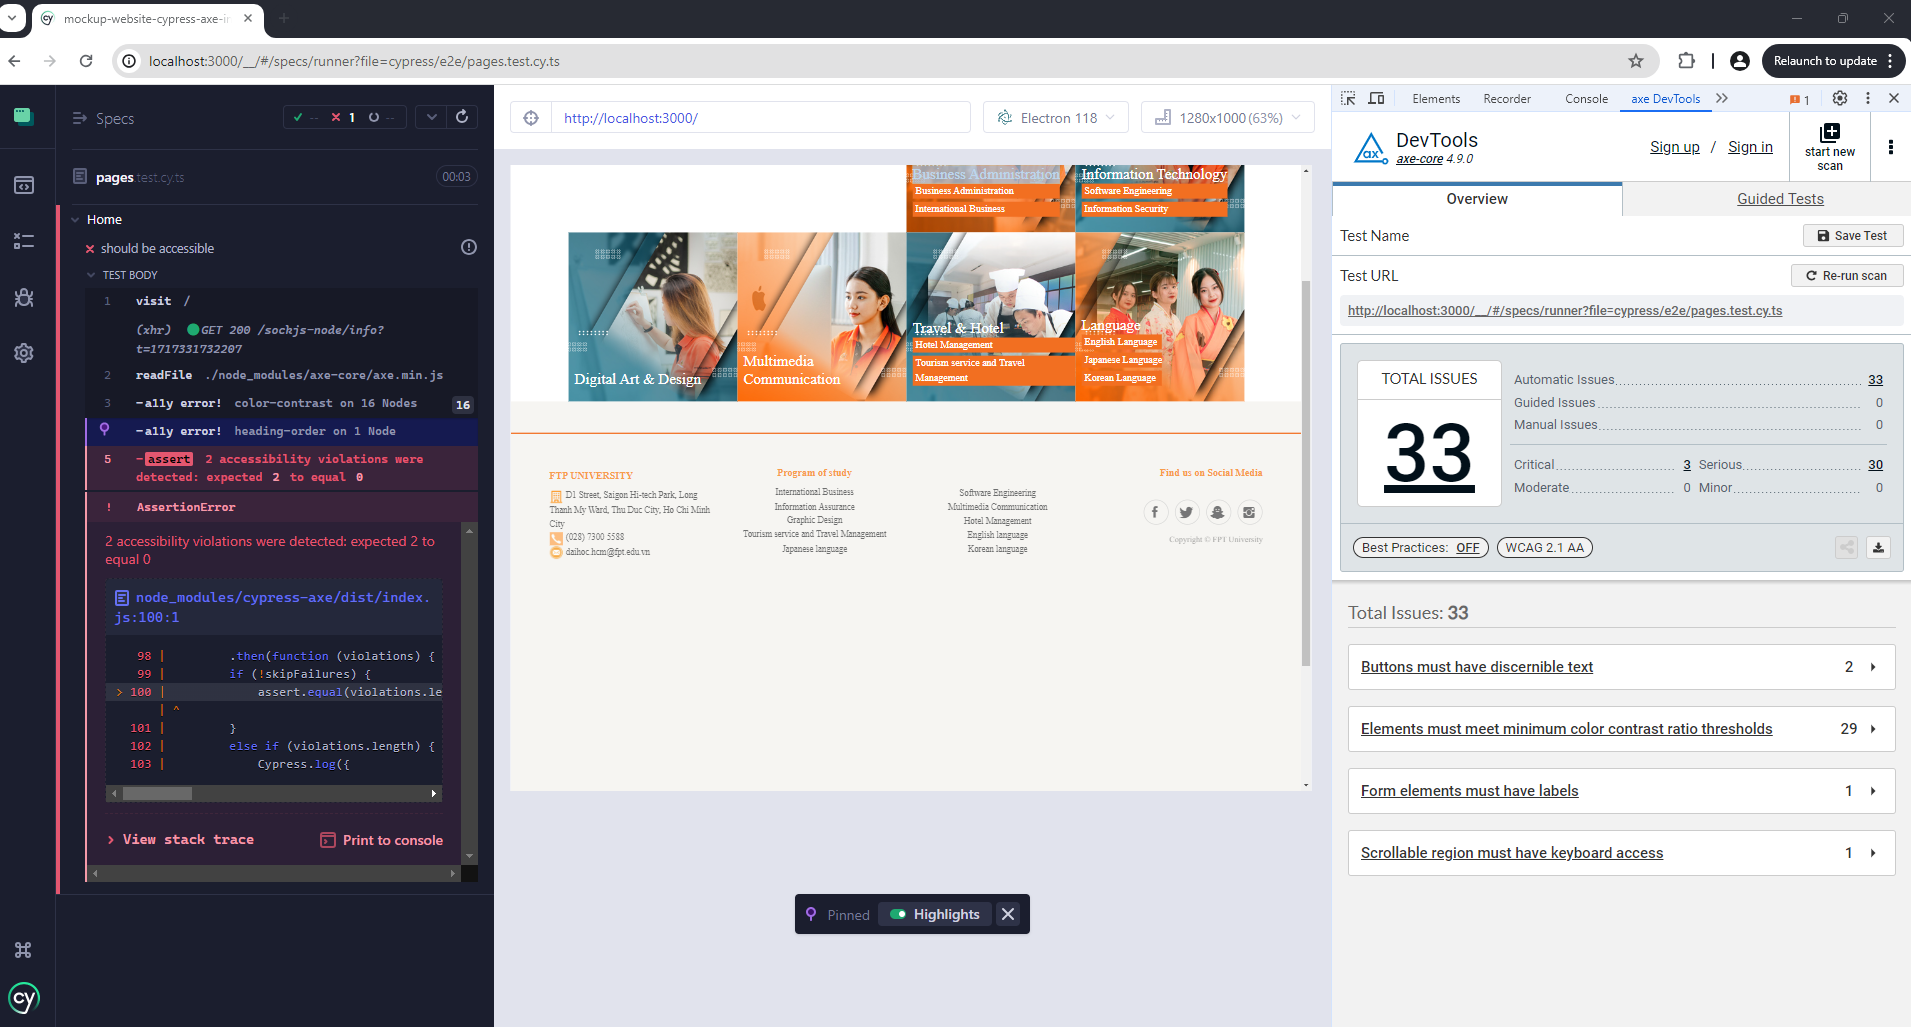 mockup-website-cypress-axe-in
localhost:3000/__/#/specs/runner?file=cypress/e2e/pages.test.cy.ts
Relaunch to update
Specs
-- 1 --
pages.test.cy.ts 00:03
Home
should be accessible
TEST BODY
1 visit /
(xhr) GET 200 /sockjs-node/info?
t=1717331732207
2 readFile ./node_modules/axe-core/axe.min.js
3 -a11y error! color-contrast on 16 Nodes 16
-a11y error! heading-order on 1 Node
5 -assert 2 accessibility violations were
detected: expected 2 to equal 0
! AssertionError
2 accessibility violations were detected: expected 2 to
equal 0
node_modules/cypress-axe/dist/index.
js:100:1
98 | .then(function (violations) {
99 | if (!skipFailures) {
> 100 | assert.equal(violations.le
| ^
101 | }
102 | else if (violations.length) {
103 | Cypress.log({
View stack trace
Print to console
cy
http://localhost:3000/
Electron 118
1280x1000 (63%)
Business Administration
Business Administration
International Business
Information Technology
Software Engineering
Information Security
Digital Art & Design
Multimedia
Communication
Travel & Hotel
Hotel Management
Tourism service and Travel
Management
Language
English Language
Japanese Language
Korean Language
FTP UNIVERSITY
D1 Street, Saigon Hi-tech Park, Long
Thanh My Ward, Thu Duc City, Ho Chi Minh
City
(028) 7300 5588
daihoc.hcm@fpt.edu.vn
Program of study
International Business
Information Assurance
Graphic Design
Tourism service and Travel Management
Japanese language
Software Engineering
Multimedia Communication
Hotel Management
English language
Korean language
Find us on Social Media
Copyright © FPT University
Pinned
Highlights
Elements
Recorder
Console
axe DevTools
1
ax
DevTools
axe-core 4.9.0
Sign up / Sign in
start new
scan
Overview
Guided Tests
Test Name
Save Test
Test URL
Re-run scan
http://localhost:3000/__/#/specs/runner?file=cypress/e2e/pages.test.cy.ts
TOTAL ISSUES
33
Automatic Issues 33
Guided Issues 0
Manual Issues 0
Critical 3 Serious 30
Moderate 0 Minor 0
Best Practices: OFF
WCAG 2.1 AA
Total Issues: 33
Buttons must have discernible text 2
Elements must meet minimum color contrast ratio thresholds 29
Form elements must have labels 1
Scrollable region must have keyboard access 1